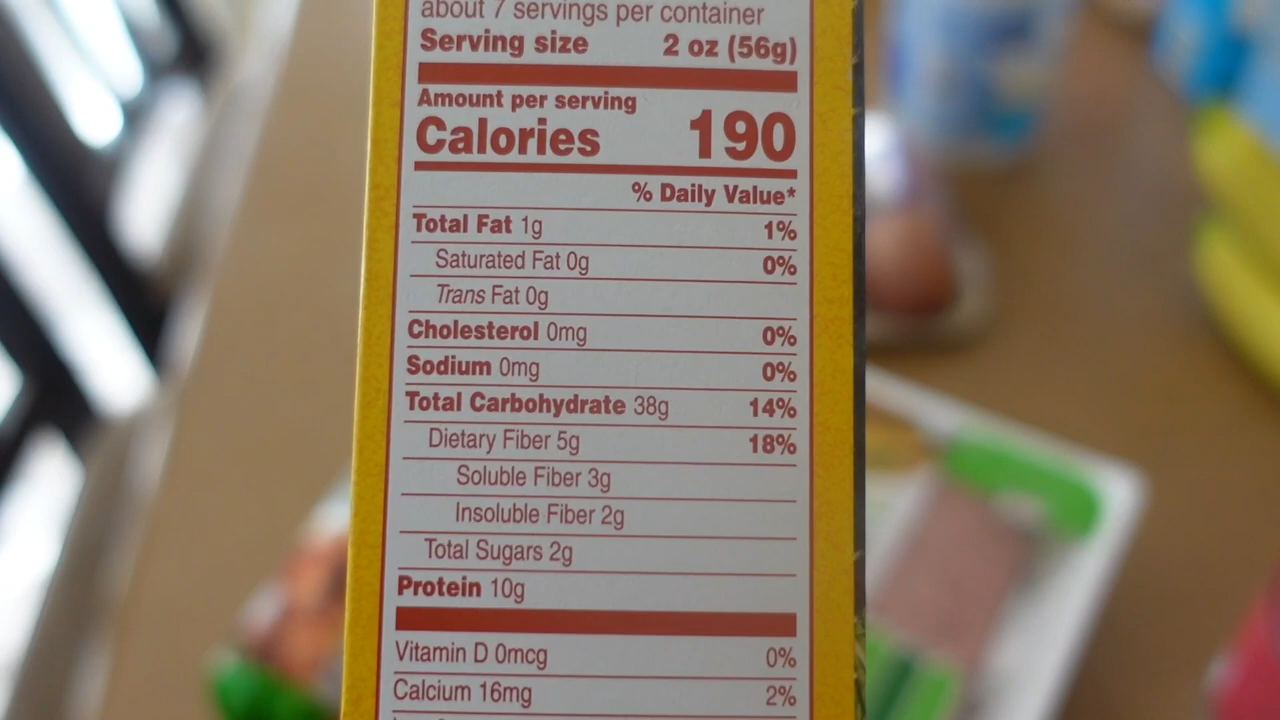 about 7 servings per container
Serving size 2 oz (56g)
Amount per serving
Calories 190
% Daily Value*
Total Fat 1g 1%
Saturated Fat 0g 0%
Trans Fat 0g
Cholesterol 0mg 0%
Sodium 0mg 0%
Total Carbohydrate 38g 14%
Dietary Fiber 5g 18%
Soluble Fiber 3g
Insoluble Fiber 2g
Total Sugars 2g
Protein 10g
Vitamin D 0mcg 0%
Calcium 16mg 2%